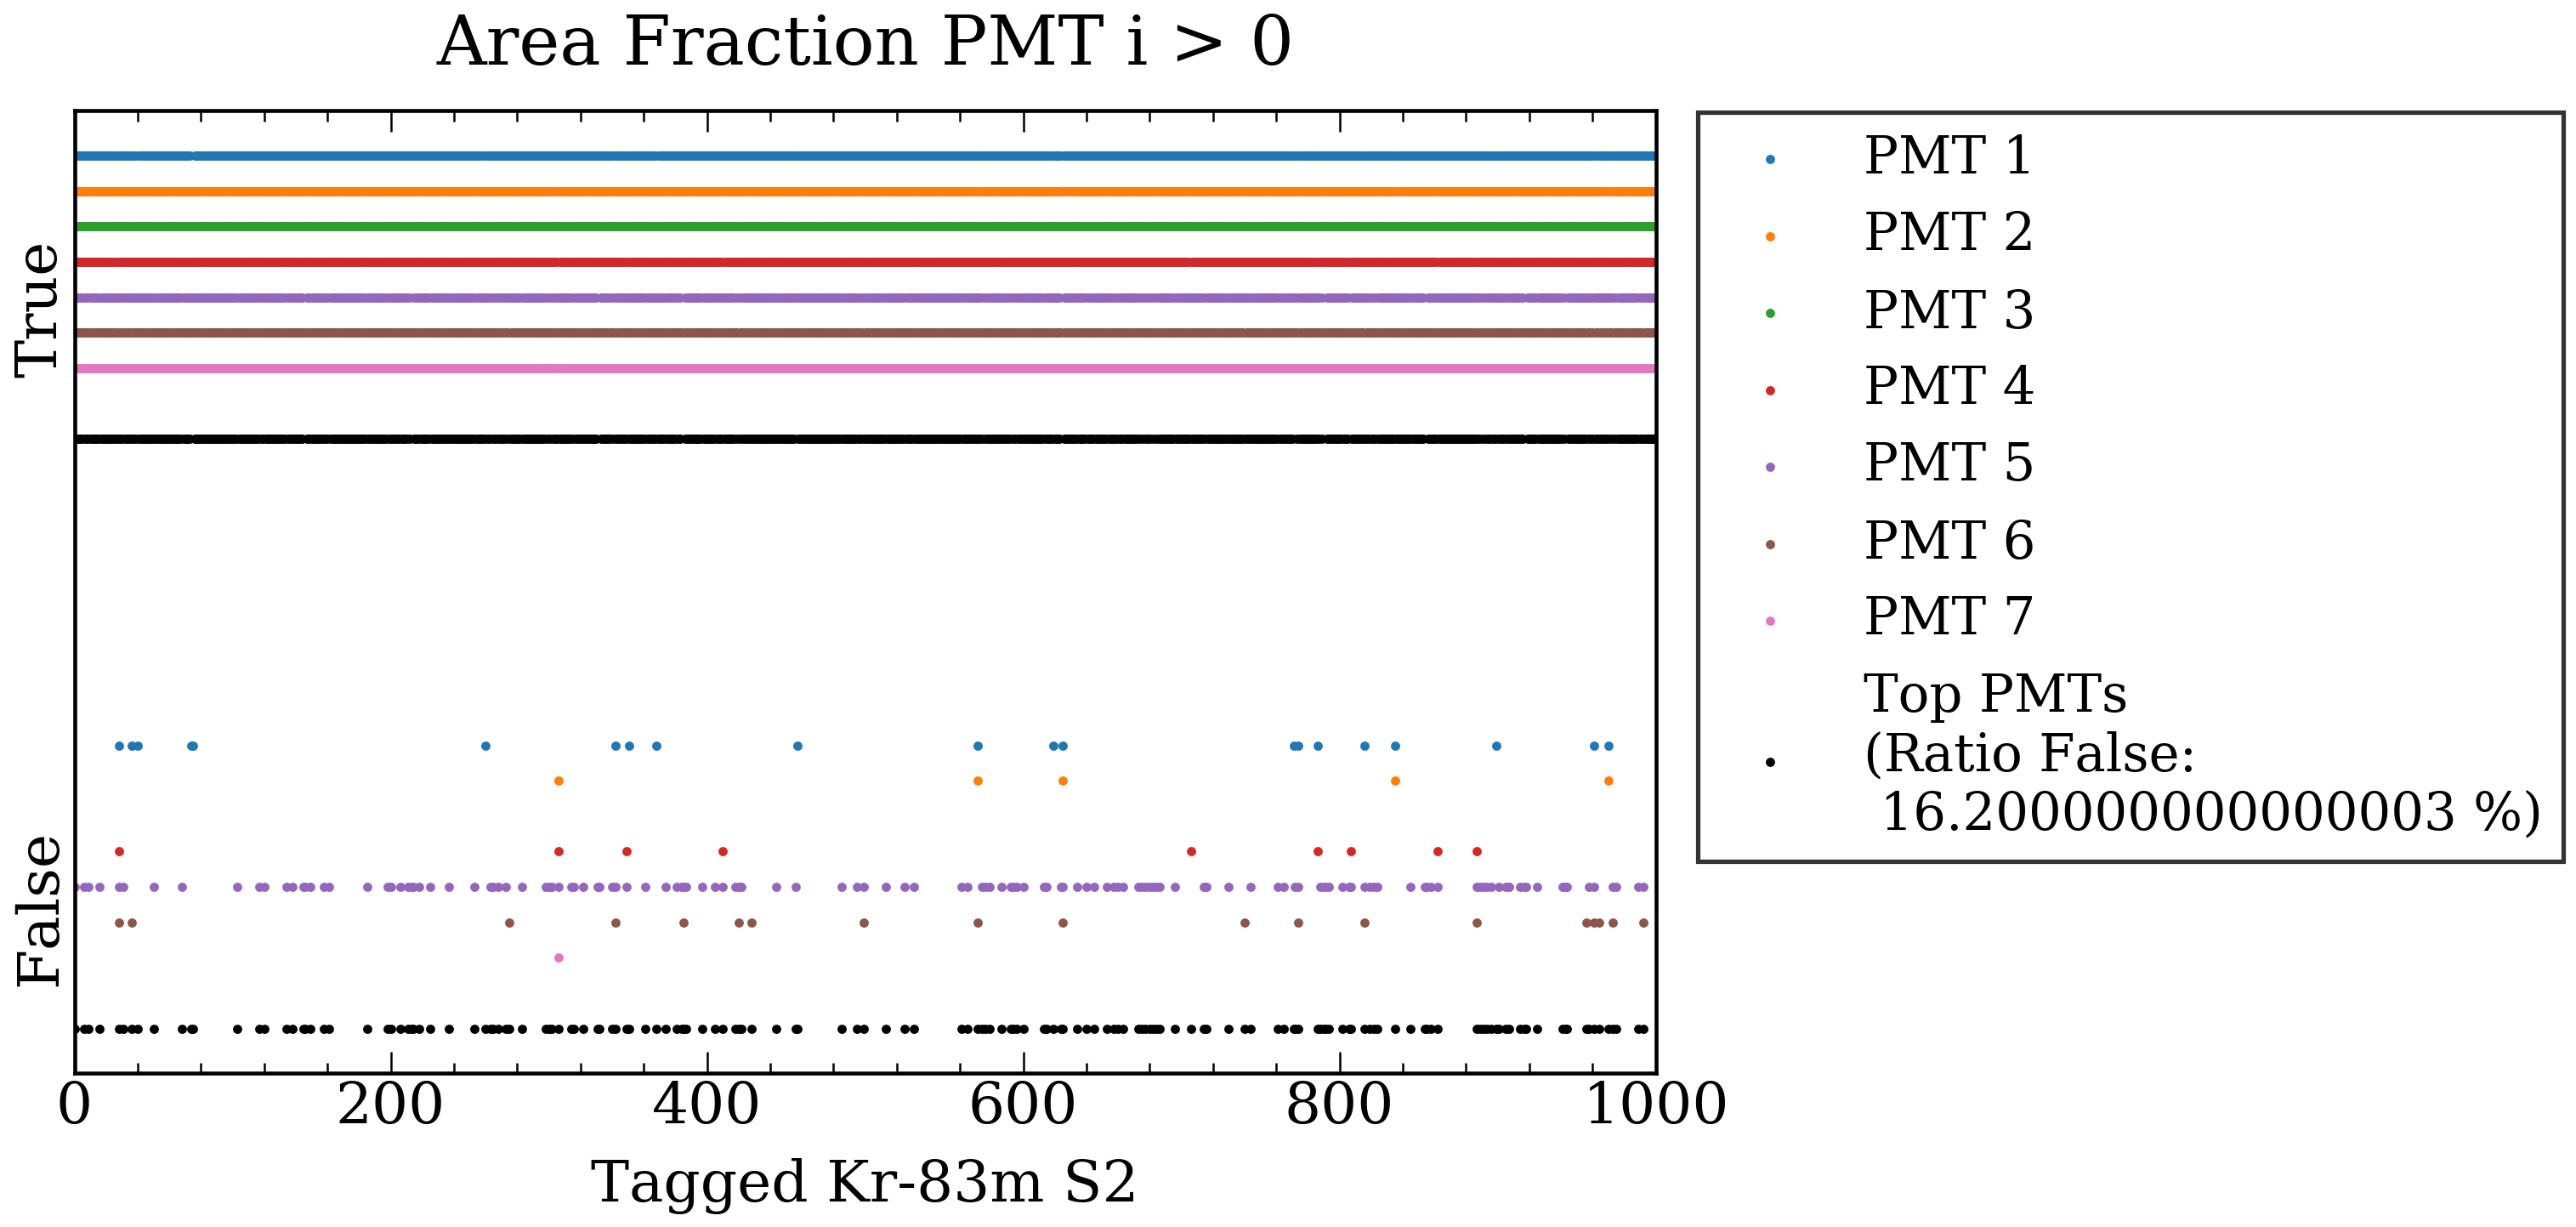 Area Fraction PMT i > 0
True
False
0
200
400
600
800
1000
Tagged Kr-83m S2
PMT 1
PMT 2
PMT 3
PMT 4
PMT 5
PMT 6
PMT 7
Top PMTs
(Ratio False:
16.200000000000003 %)